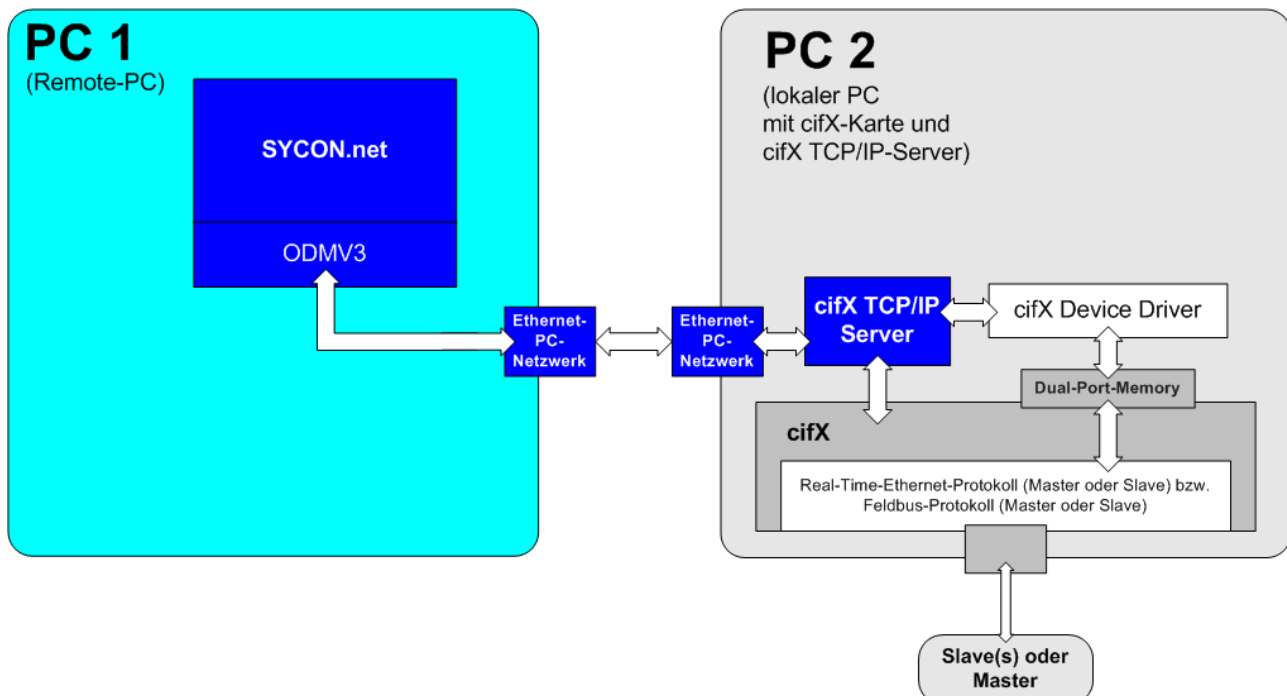 PC 1
(Remote-PC)
SYCON.net
ODMV3
Ethernet-
PC-
Netzwerk
Ethernet-
PC-
Netzwerk
PC 2
(lokaler PC
mit cifX-Karte und
cifX TCP/IP-Server)
cifX TCP/IP
Server
cifX Device Driver
Dual-Port-Memory
cifX
Real-Time-Ethernet-Protokoll (Master oder Slave) bzw.
Feldbus-Protokoll (Master oder Slave)
Slave(s) oder
Master